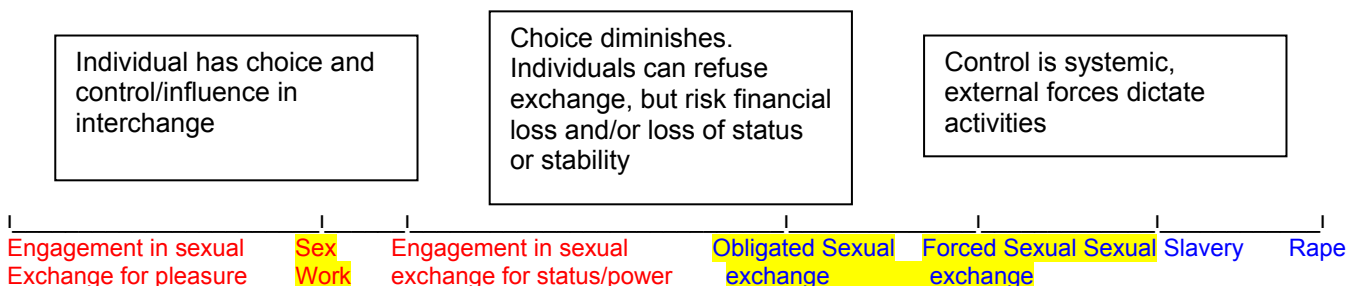 Individual has choice and
control/influence in
interchange
Choice diminishes.
Individuals can refuse
exchange, but risk financial
loss and/or loss of status
or stability
Control is systemic,
external forces dictate
activities
Engagement in sexual Sex Engagement in sexual Obligated Sexual Forced Sexual Sexual Slavery Rape
Exchange for pleasure Work exchange for status/power exchange exchange